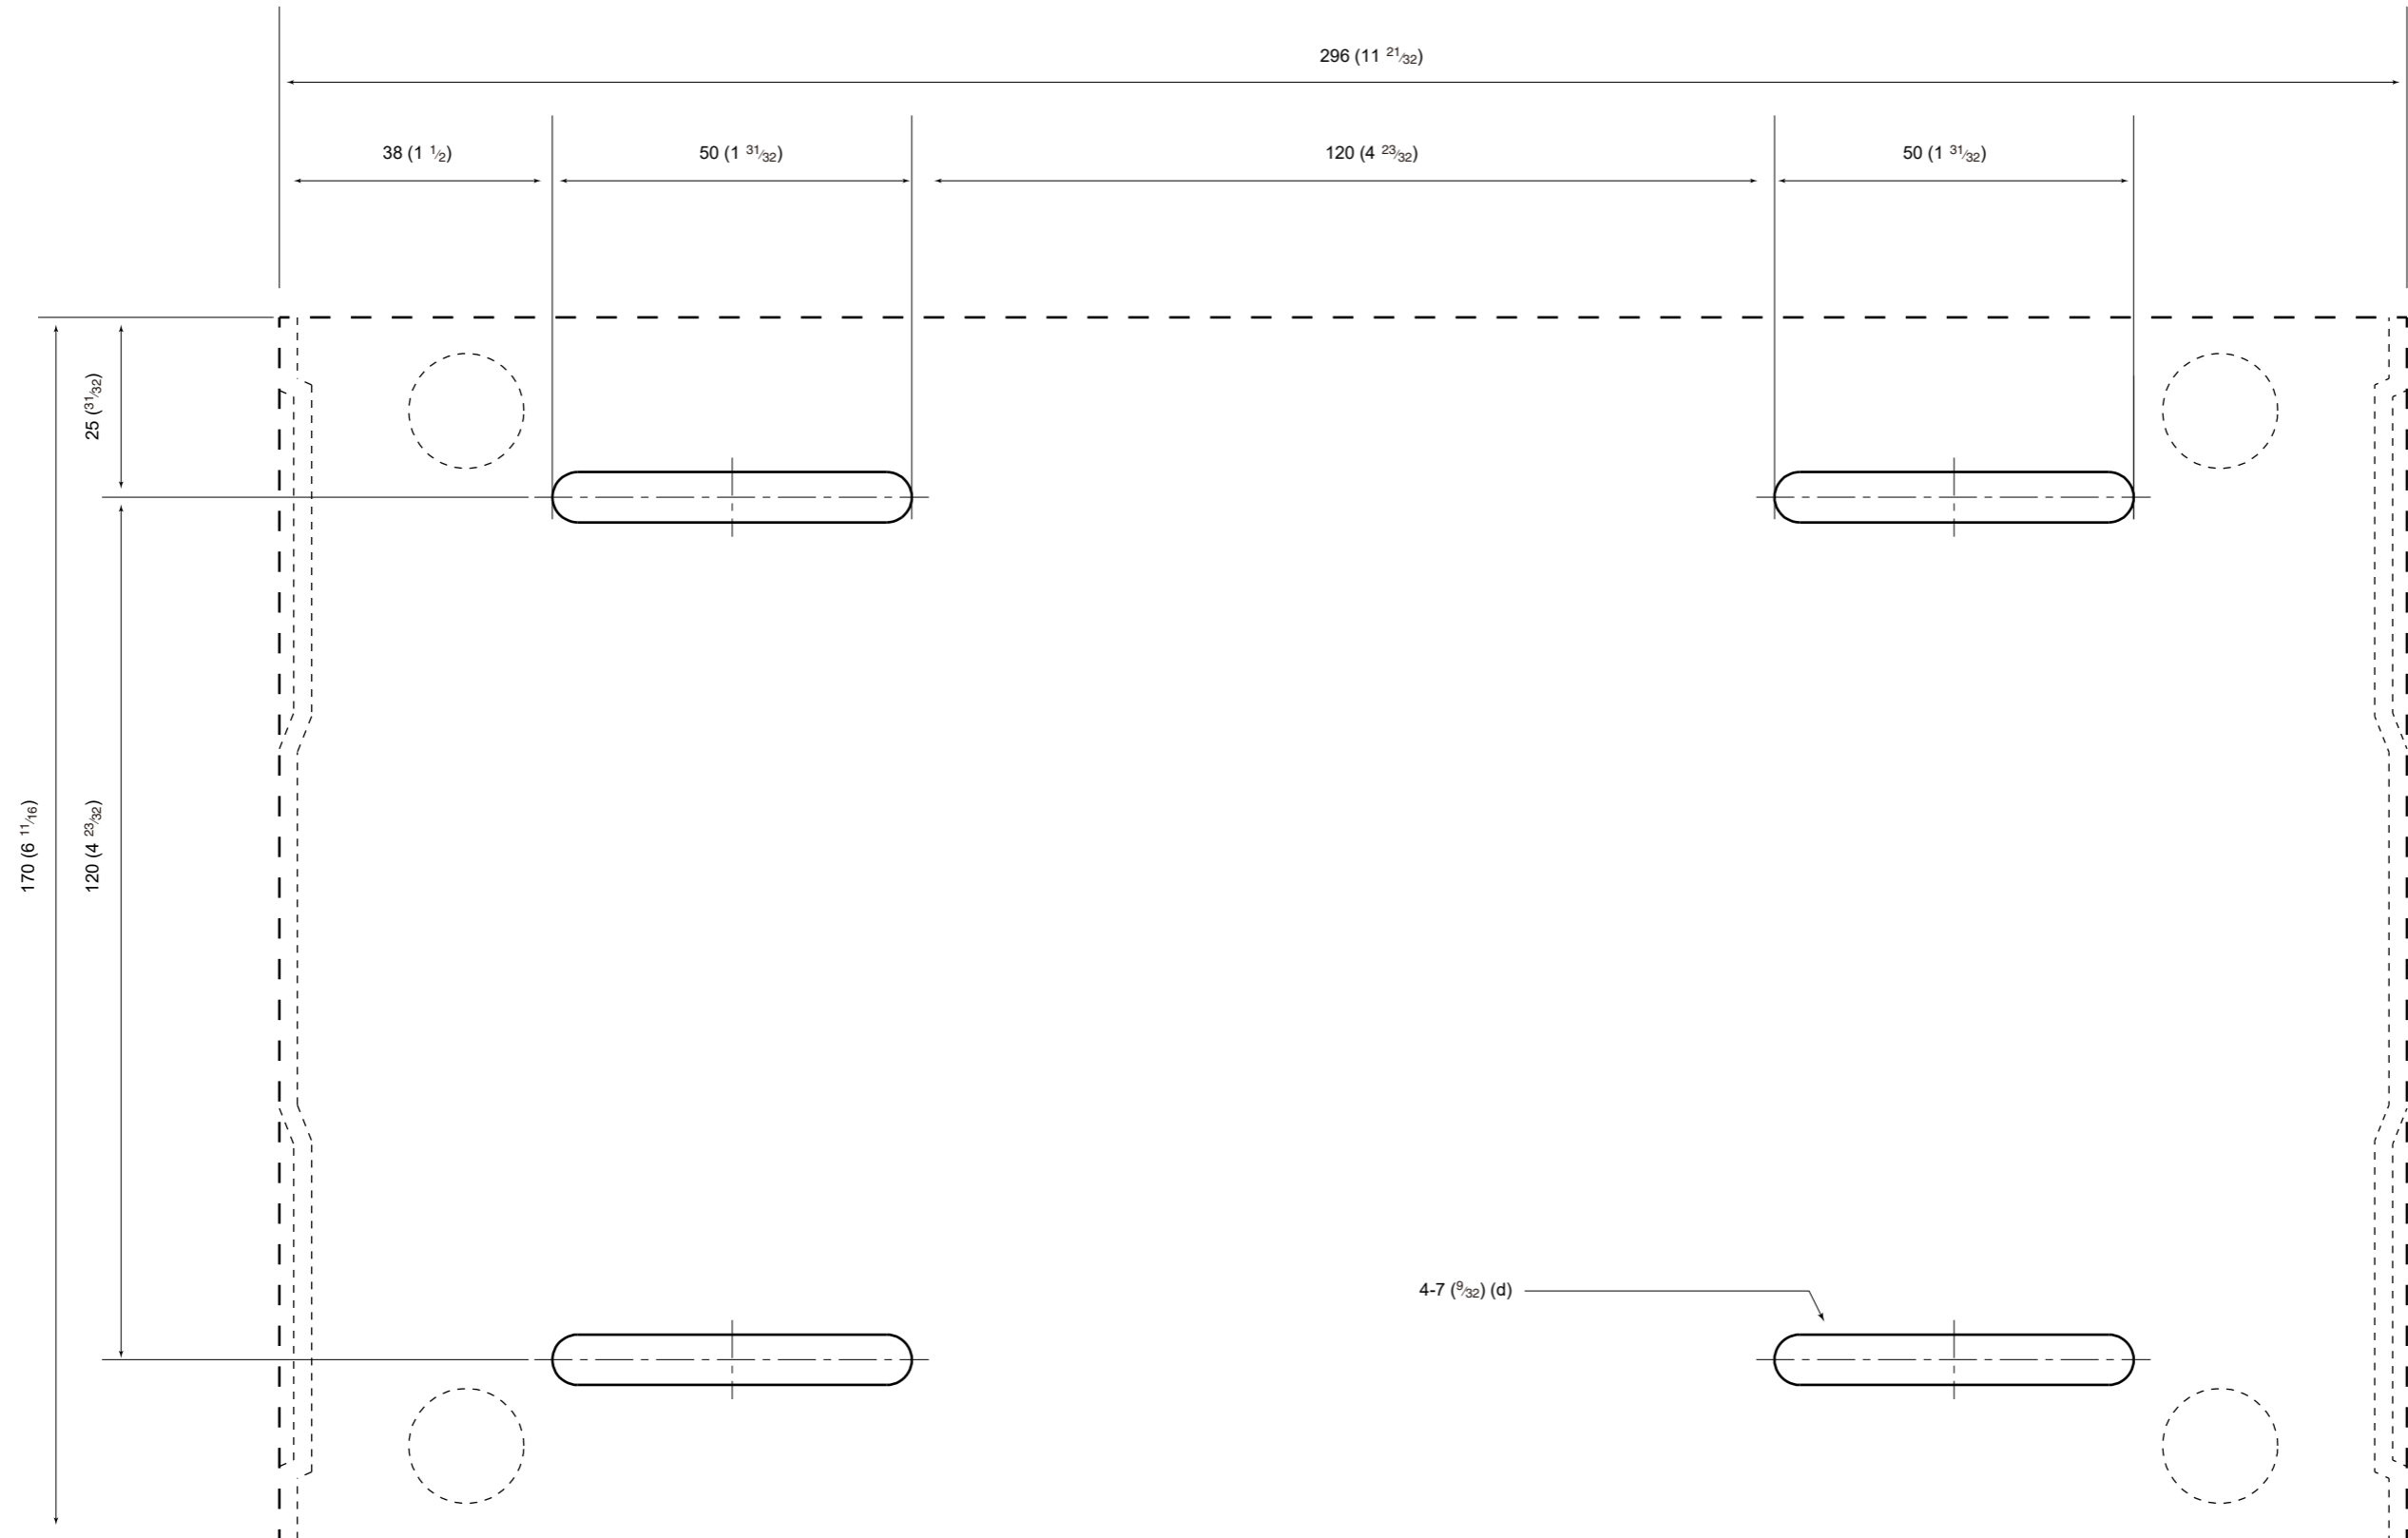 296 (11 21/32)
38 (1 1/2)
50 (1 31/32)
120 (4 23/32)
50 (1 31/32)
25 (31/32)
170 (6 11/16)
120 (4 23/32)
4-7 (9/32) (d)